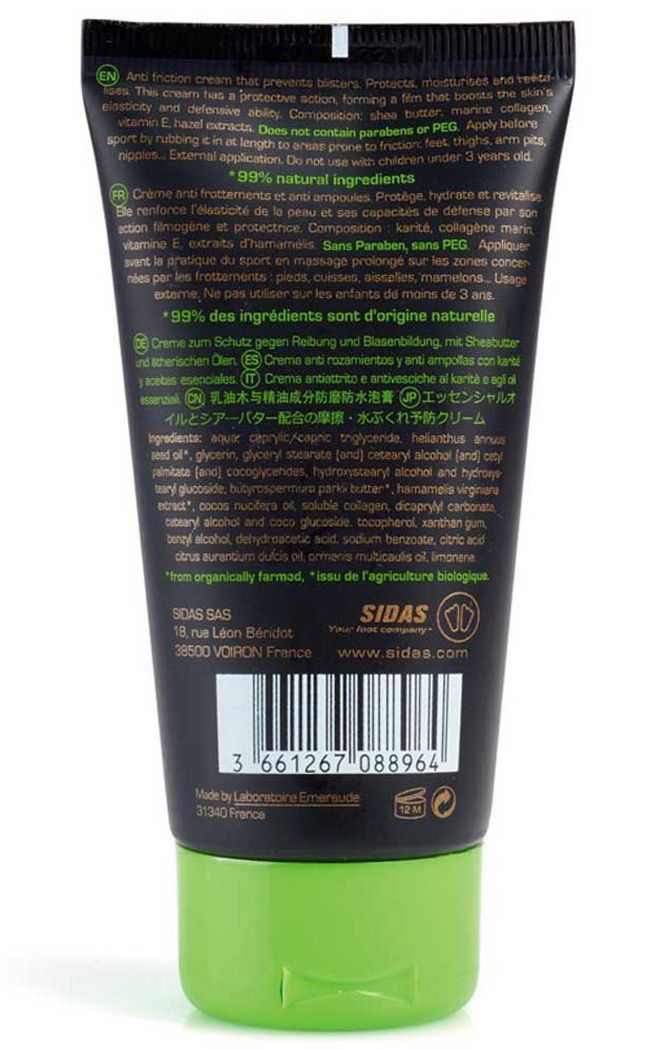 EN Anti friction cream that prevents blisters. Protects, moisturises and revita-
lises. This cream has a protective action, forming a film that boosts the skin's
elasticity and defensive ability. Composition: shea butter, marine collagen,
vitamin E, hazel extracts. Does not contain parabens or PEG. Apply before
sport by rubbing it in at length to areas prone to friction: feet, thighs, arm pits,
nipples... External application. Do not use with children under 3 years old.
*99% natural ingredients
FR Crème anti frottements et anti ampoules. Protège, hydrate et revitalise.
Elle renforce l'élasticité de la peau et ses capacités de défense par son
action filmogène et protectrice. Composition : karité, collagène marin,
vitamine E, extraits d'hamamélis. Sans Paraben, sans PEG. Appliquer
avant la pratique du sport en massage prolongé sur les zones concer-
nées par les frottements : pieds, cuisses, aisselles, mamelons... Usage
externe. Ne pas utiliser sur les enfants de moins de 3 ans.
*99% des ingrédients sont d'origine naturelle
DE Creme zum Schutz gegen Reibung und Blasenbildung, mit Sheabutter
und ätherischen Ölen. ES Crema anti rozamientos y anti ampollas con karité
y aceites esenciales. IT Crema antiattrito e antivesciche al karitè e agli oli
essenziali. CN 乳油木与精油成分防磨防水泡膏 JP エッセンシャルオ
イルとシアーバター配合の摩擦・水ぶくれ予防クリーム
Ingredients: aqua, caprylic/capric triglyceride, helianthus annuus
seed oil*, glycerin, glyceryl stearate (and) cetearyl alcohol (and) cetyl
palmitate (and) cocoglycerides, hydroxystearyl alcohol and hydroxys-
tearyl glucoside, butyrospermum parkii butter*, hamamelis virginiana
extract*, cocos nucifera oil, soluble collagen, dicaprylyl carbonate,
cetearyl alcohol and coco glucoside, tocopherol, xanthan gum,
benzyl alcohol, dehydroacetic acid, sodium benzoate, citric acid
citrus aurantium dulcis oil, ormenis multicaulis oil, limonene.
*from organically farmed, *issu de l'agriculture biologique.
SIDAS SAS
18, rue Léon Béridot
38500 VOIRON France
SIDAS
Your foot company™
www.sidas.com
3 661267 088964
Made by Laboratoire Emeraude
31340 France
12 M